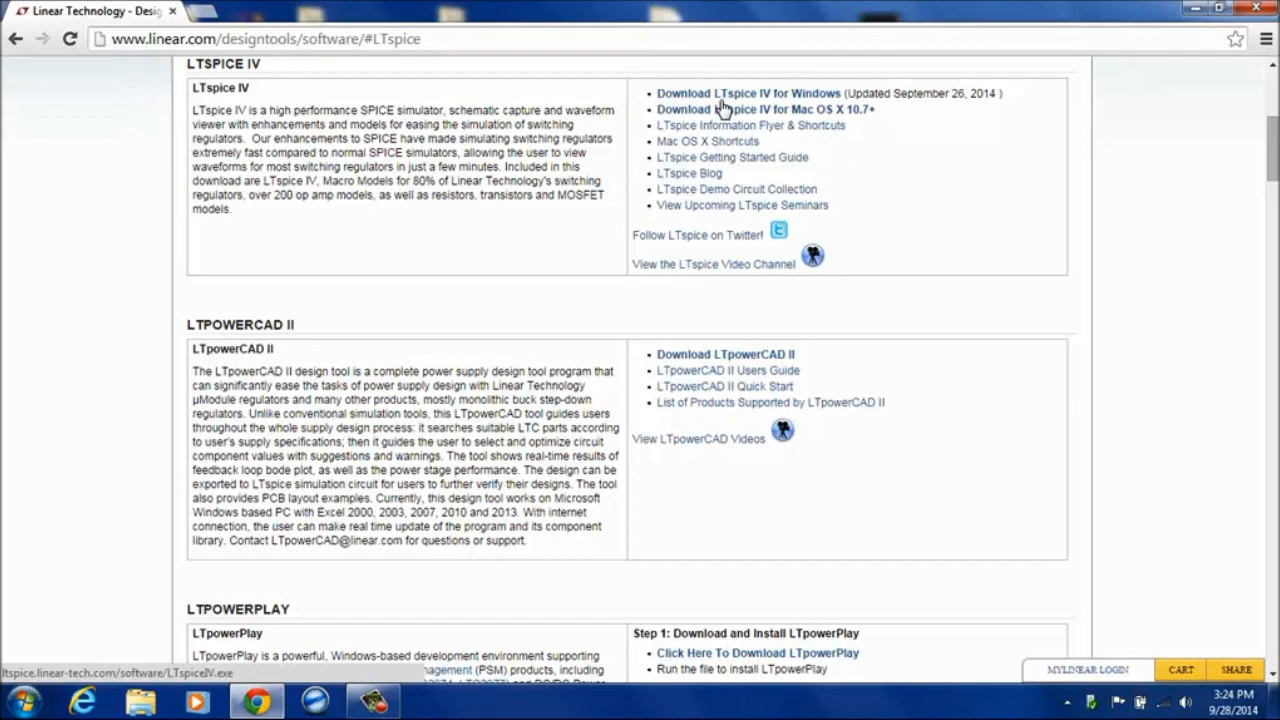 Linear Technology - Desig
www.linear.com/designtools/software/#LTspice
LTSPICE IV
LTspice IV
LTspice IV is a high performance SPICE simulator, schematic capture and waveform
viewer with enhancements and models for easing the simulation of switching
regulators.  Our enhancements to SPICE have made simulating switching regulators
extremely fast compared to normal SPICE simulators, allowing the user to view
waveforms for most switching regulators in just a few minutes. Included in this
download are LTspice IV, Macro Models for 80% of Linear Technology's switching
regulators, over 200 op amp models, as well as resistors, transistors and MOSFET
models.
Download LTspice IV for Windows (Updated September 26, 2014 )
Download LTspice IV for Mac OS X 10.7+
LTspice Information Flyer & Shortcuts
Mac OS X Shortcuts
LTspice Getting Started Guide
LTspice Blog
LTspice Demo Circuit Collection
View Upcoming LTspice Seminars
Follow LTspice on Twitter!
View the LTspice Video Channel
LTPOWERCAD II
LTpowerCAD II
The LTpowerCAD II design tool is a complete power supply design tool program that
can significantly ease the tasks of power supply design with Linear Technology
µModule regulators and many other products, mostly monolithic buck step-down
regulators. Unlike conventional simulation tools, this LTpowerCAD tool guides users
throughout the whole supply design process: it searches suitable LTC parts according
to user's supply specifications; then it guides the user to select and optimize circuit
component values with suggestions and warnings. The tool shows real-time results of
feedback loop bode plot, as well as the power stage performance. The design can be
exported to LTspice simulation circuit for users to further verify their designs. The tool
also provides PCB layout examples. Currently, this design tool works on Microsoft
Windows based PC with Excel 2000, 2003, 2007, 2010 and 2013. With internet
connection, the user can make real time update of the program and its component
library. Contact LTpowerCAD@linear.com for questions or support.
Download LTpowerCAD II
LTpowerCAD II Users Guide
LTpowerCAD II Quick Start
List of Products Supported by LTpowerCAD II
View LTpowerCAD Videos
LTPOWERPLAY
LTpowerPlay
LTpowerPlay is a powerful, Windows-based development environment supporting
nagement (PSM) products, including
Step 1: Download and Install LTpowerPlay
Click Here To Download LTpowerPlay
Run the file to install LTpowerPlay
ltspice.linear-tech.com/software/LTspiceIV.exe
MYLINEAR LOGIN
CART
SHARE
3:24 PM
9/28/2014